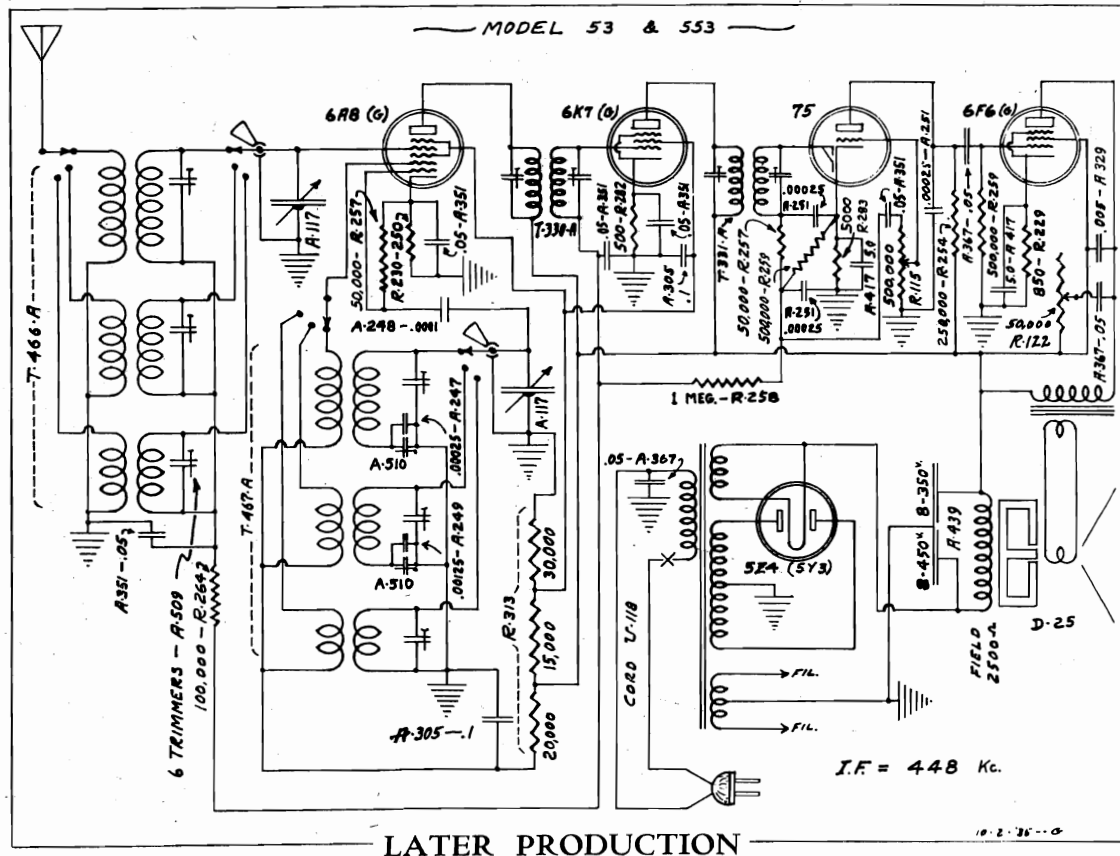 MODEL 53 & 553
6A8 (G)
6K7 (G)
75
6F6 (G)
T-466-A
A-117
50,000-R-257
R-230-250
.05-A-351
T-338-A
.05-A-351
500-R-282
.05-A-351
A-305
.1
T-331-A
50,000-R-257
500,000-R-259
.00025
A-251
A-251
.00025
5000
R-283
A-417 5.0
.05-A-351
500,000
R-115
.00025-A-251
250,000-R-254
A-367-.05
500,000-R-259
5.0-A-417
850-R-229
.005-A-329
50,000
R-122
A-367-.05
A-248-.0001
1 MEG.-R-258
T-467-A
A-117
.00025-A-247
A-510
.00125-A-249
A-510
R-313
30,000
15,000
20,000
A-305-.1
A-351-.05
6 TRIMMERS-A-509
100,000-R-264
.05-A-367
CORD U-118
5Z4 (5Y3)
FIL.
FIL.
8-450V. 8-350V.
A-439
FIELD
2500Ω
D-25
I.F. = 448 Kc.
LATER PRODUCTION